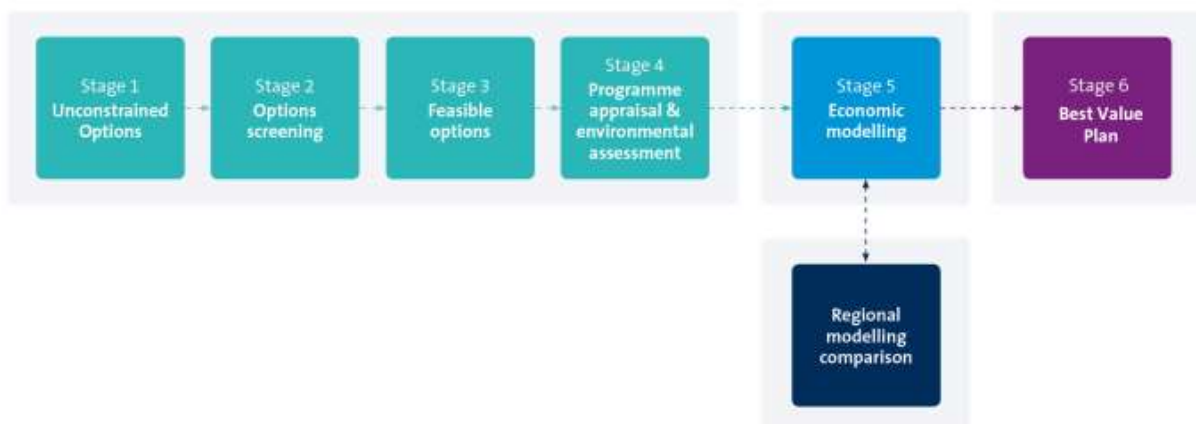 Stage 1
Unconstrained
Options
Stage 2
Options
screening
Stage 3
Feasible
options
Stage 4
Programme
appraisal &
environmental
assessment
Stage 5
Economic
modelling
Stage 6
Best Value
Plan
Regional
modelling
comparison